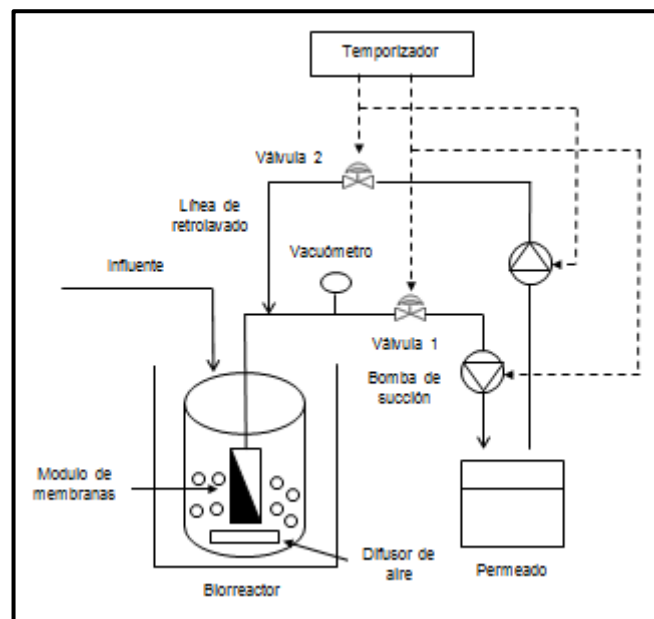 Temporizador
Válvula 2
Línea de
retrolavado
Vacuómetro
Influente
Válvula 1
Bomba de
succión
Modulo de
membranas
Difusor de
aire
Permeado
Biorreactor